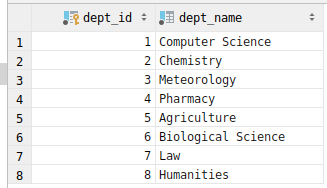 dept_id dept_name
1 1 Computer Science
2 2 Chemistry
3 3 Meteorology
4 4 Pharmacy
5 5 Agriculture
6 6 Biological Science
7 7 Law
8 8 Humanities